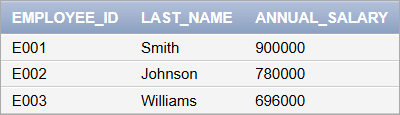 EMPLOYEE_ID LAST_NAME ANNUAL_SALARY
E001 Smith 900000
E002 Johnson 780000
E003 Williams 696000